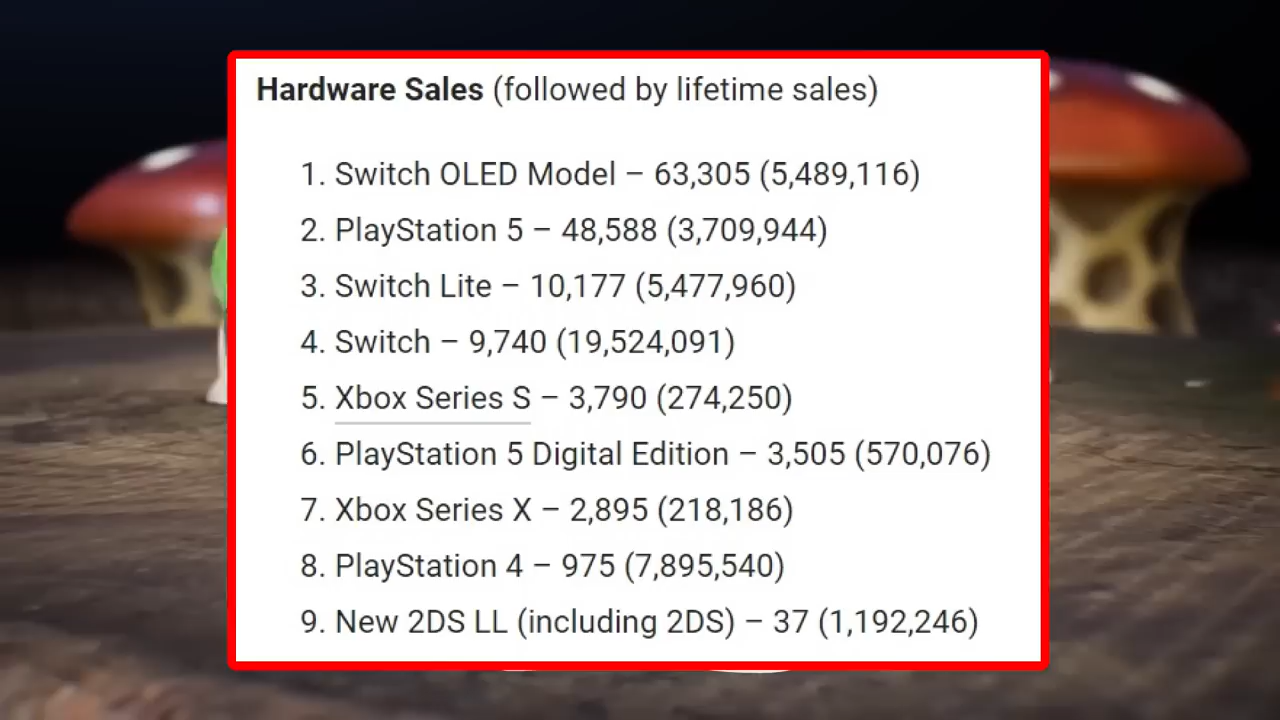 Hardware Sales (followed by lifetime sales)
1. Switch OLED Model – 63,305 (5,489,116)
2. PlayStation 5 – 48,588 (3,709,944)
3. Switch Lite – 10,177 (5,477,960)
4. Switch – 9,740 (19,524,091)
5. Xbox Series S – 3,790 (274,250)
6. PlayStation 5 Digital Edition – 3,505 (570,076)
7. Xbox Series X – 2,895 (218,186)
8. PlayStation 4 – 975 (7,895,540)
9. New 2DS LL (including 2DS) – 37 (1,192,246)